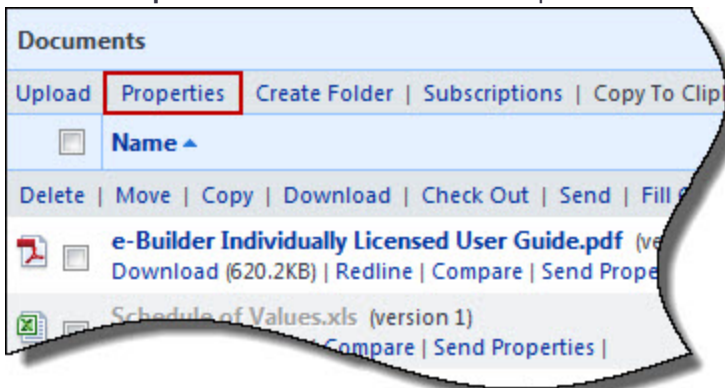 Documents
Upload Properties Create Folder | Subscriptions | Copy To
Name
Delete | Move | Copy | Download | Check Out | Send | Fill
e-Builder Individually Licensed User Guide.pdf
Download (620.2KB) | Redline | Compare | Send
Schedule of Values.xls (version 1)
Compare | Send Properties |